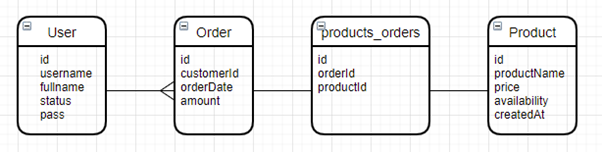 User
id
username
fullname
status
pass
Order
id
customerId
orderDate
amount
products_orders
id
orderId
productId
Product
id
productName
price
availability
createdAt